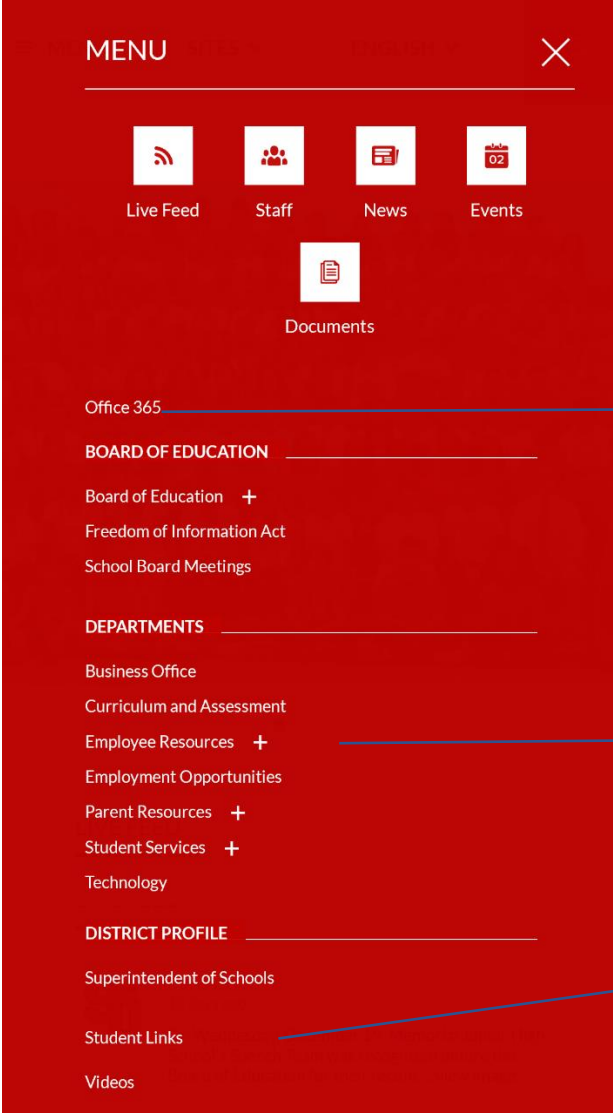 MENU
02
Live Feed Staff News Events
Documents
Office 365
BOARD OF EDUCATION
Board of Education +
Freedom of Information Act
School Board Meetings
DEPARTMENTS
Business Office
Curriculum and Assessment
Employee Resources +
Employment Opportunities
Parent Resources +
Student Services +
Technology
DISTRICT PROFILE
Superintendent of Schools
Student Links
Videos